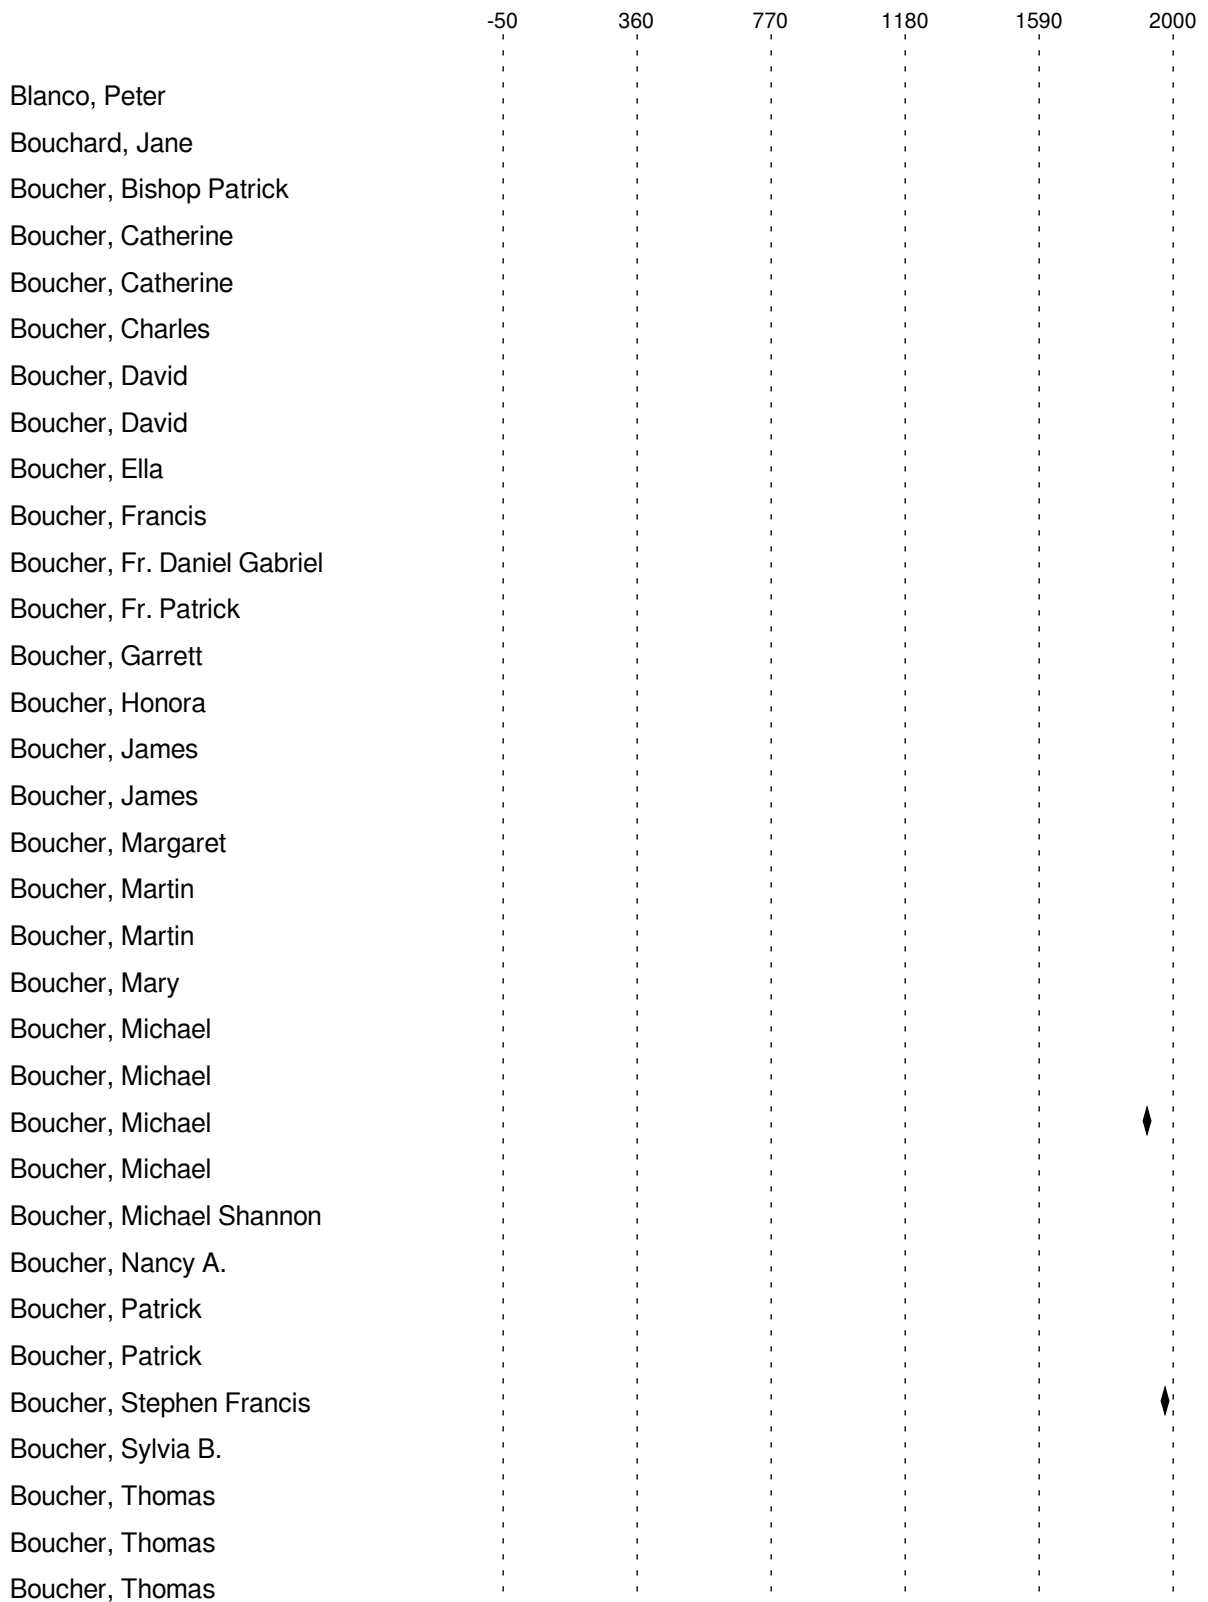 -50 360 770 1180 1590 2000
Blanco, Peter
Bouchard, Jane
Boucher, Bishop Patrick
Boucher, Catherine
Boucher, Catherine
Boucher, Charles
Boucher, David
Boucher, David
Boucher, Ella
Boucher, Francis
Boucher, Fr. Daniel Gabriel
Boucher, Fr. Patrick
Boucher, Garrett
Boucher, Honora
Boucher, James
Boucher, James
Boucher, Margaret
Boucher, Martin
Boucher, Martin
Boucher, Mary
Boucher, Michael
Boucher, Michael
Boucher, Michael
Boucher, Michael
Boucher, Michael Shannon
Boucher, Nancy A.
Boucher, Patrick
Boucher, Patrick
Boucher, Stephen Francis
Boucher, Sylvia B.
Boucher, Thomas
Boucher, Thomas
Boucher, Thomas